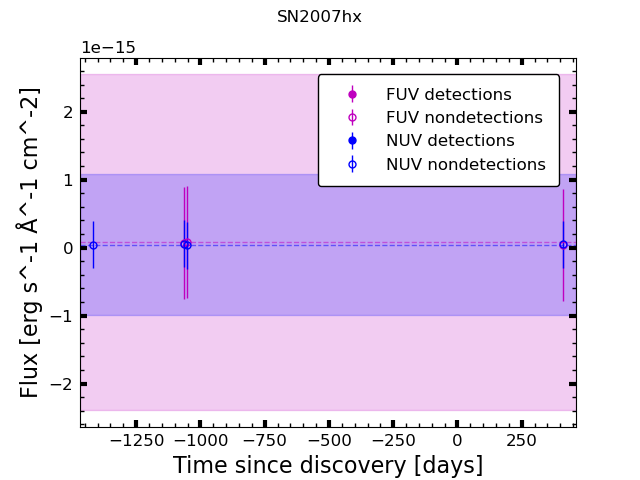 SN2007hx
1e−15
FUV detections
FUV nondetections
NUV detections
NUV nondetections
2
1
0
−1
−2
Flux [erg s^-1 Å^-1 cm^-2]
−1250 −1000 −750 −500 −250 0 250
Time since discovery [days]